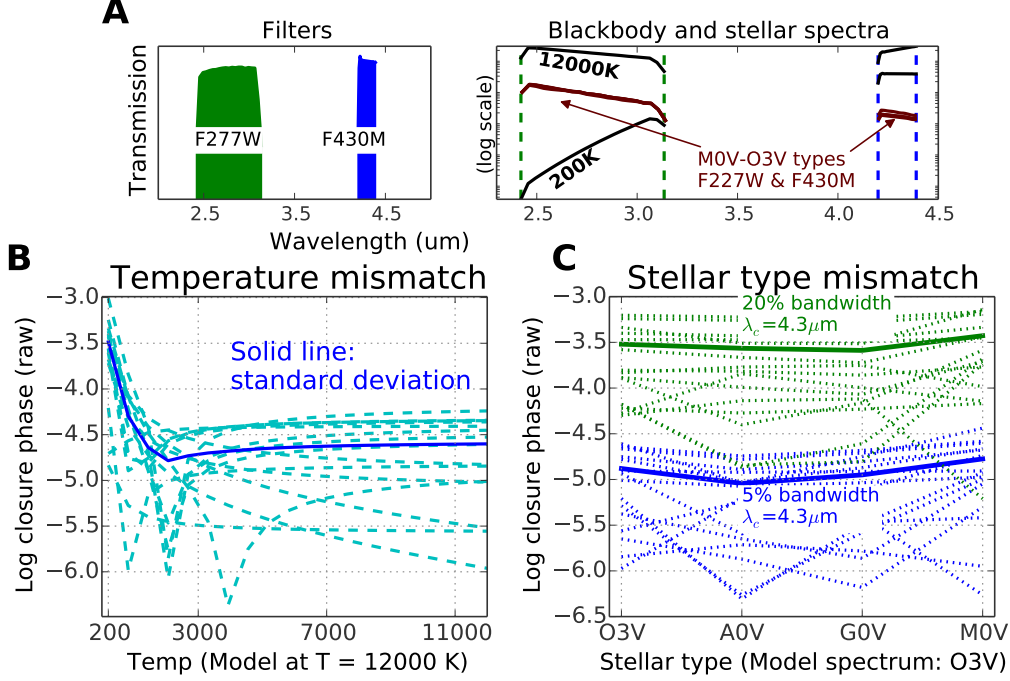 A
Filters
Blackbody and stellar spectra
Transmission
F277W
F430M
2.5
3.5
4.5
(log scale)
12000K
200K
M0V-O3V types
F227W & F430M
2.5
3.0
3.5
4.0
4.5
Wavelength (um)
B
Temperature mismatch
Log closure phase (raw)
−3.0
−3.5
−4.0
−4.5
−5.0
−5.5
−6.0
Solid line:
standard deviation
200
3000
7000
11000
Temp (Model at T = 12000 K)
C
Stellar type mismatch
Log closure phase (raw)
−3.0
−3.5
−4.0
−4.5
−5.0
−5.5
−6.0
−6.5
20% bandwidth
λc=4.3μm
5% bandwidth
λc=4.3μm
O3V
A0V
G0V
M0V
Stellar type (Model spectrum: O3V)